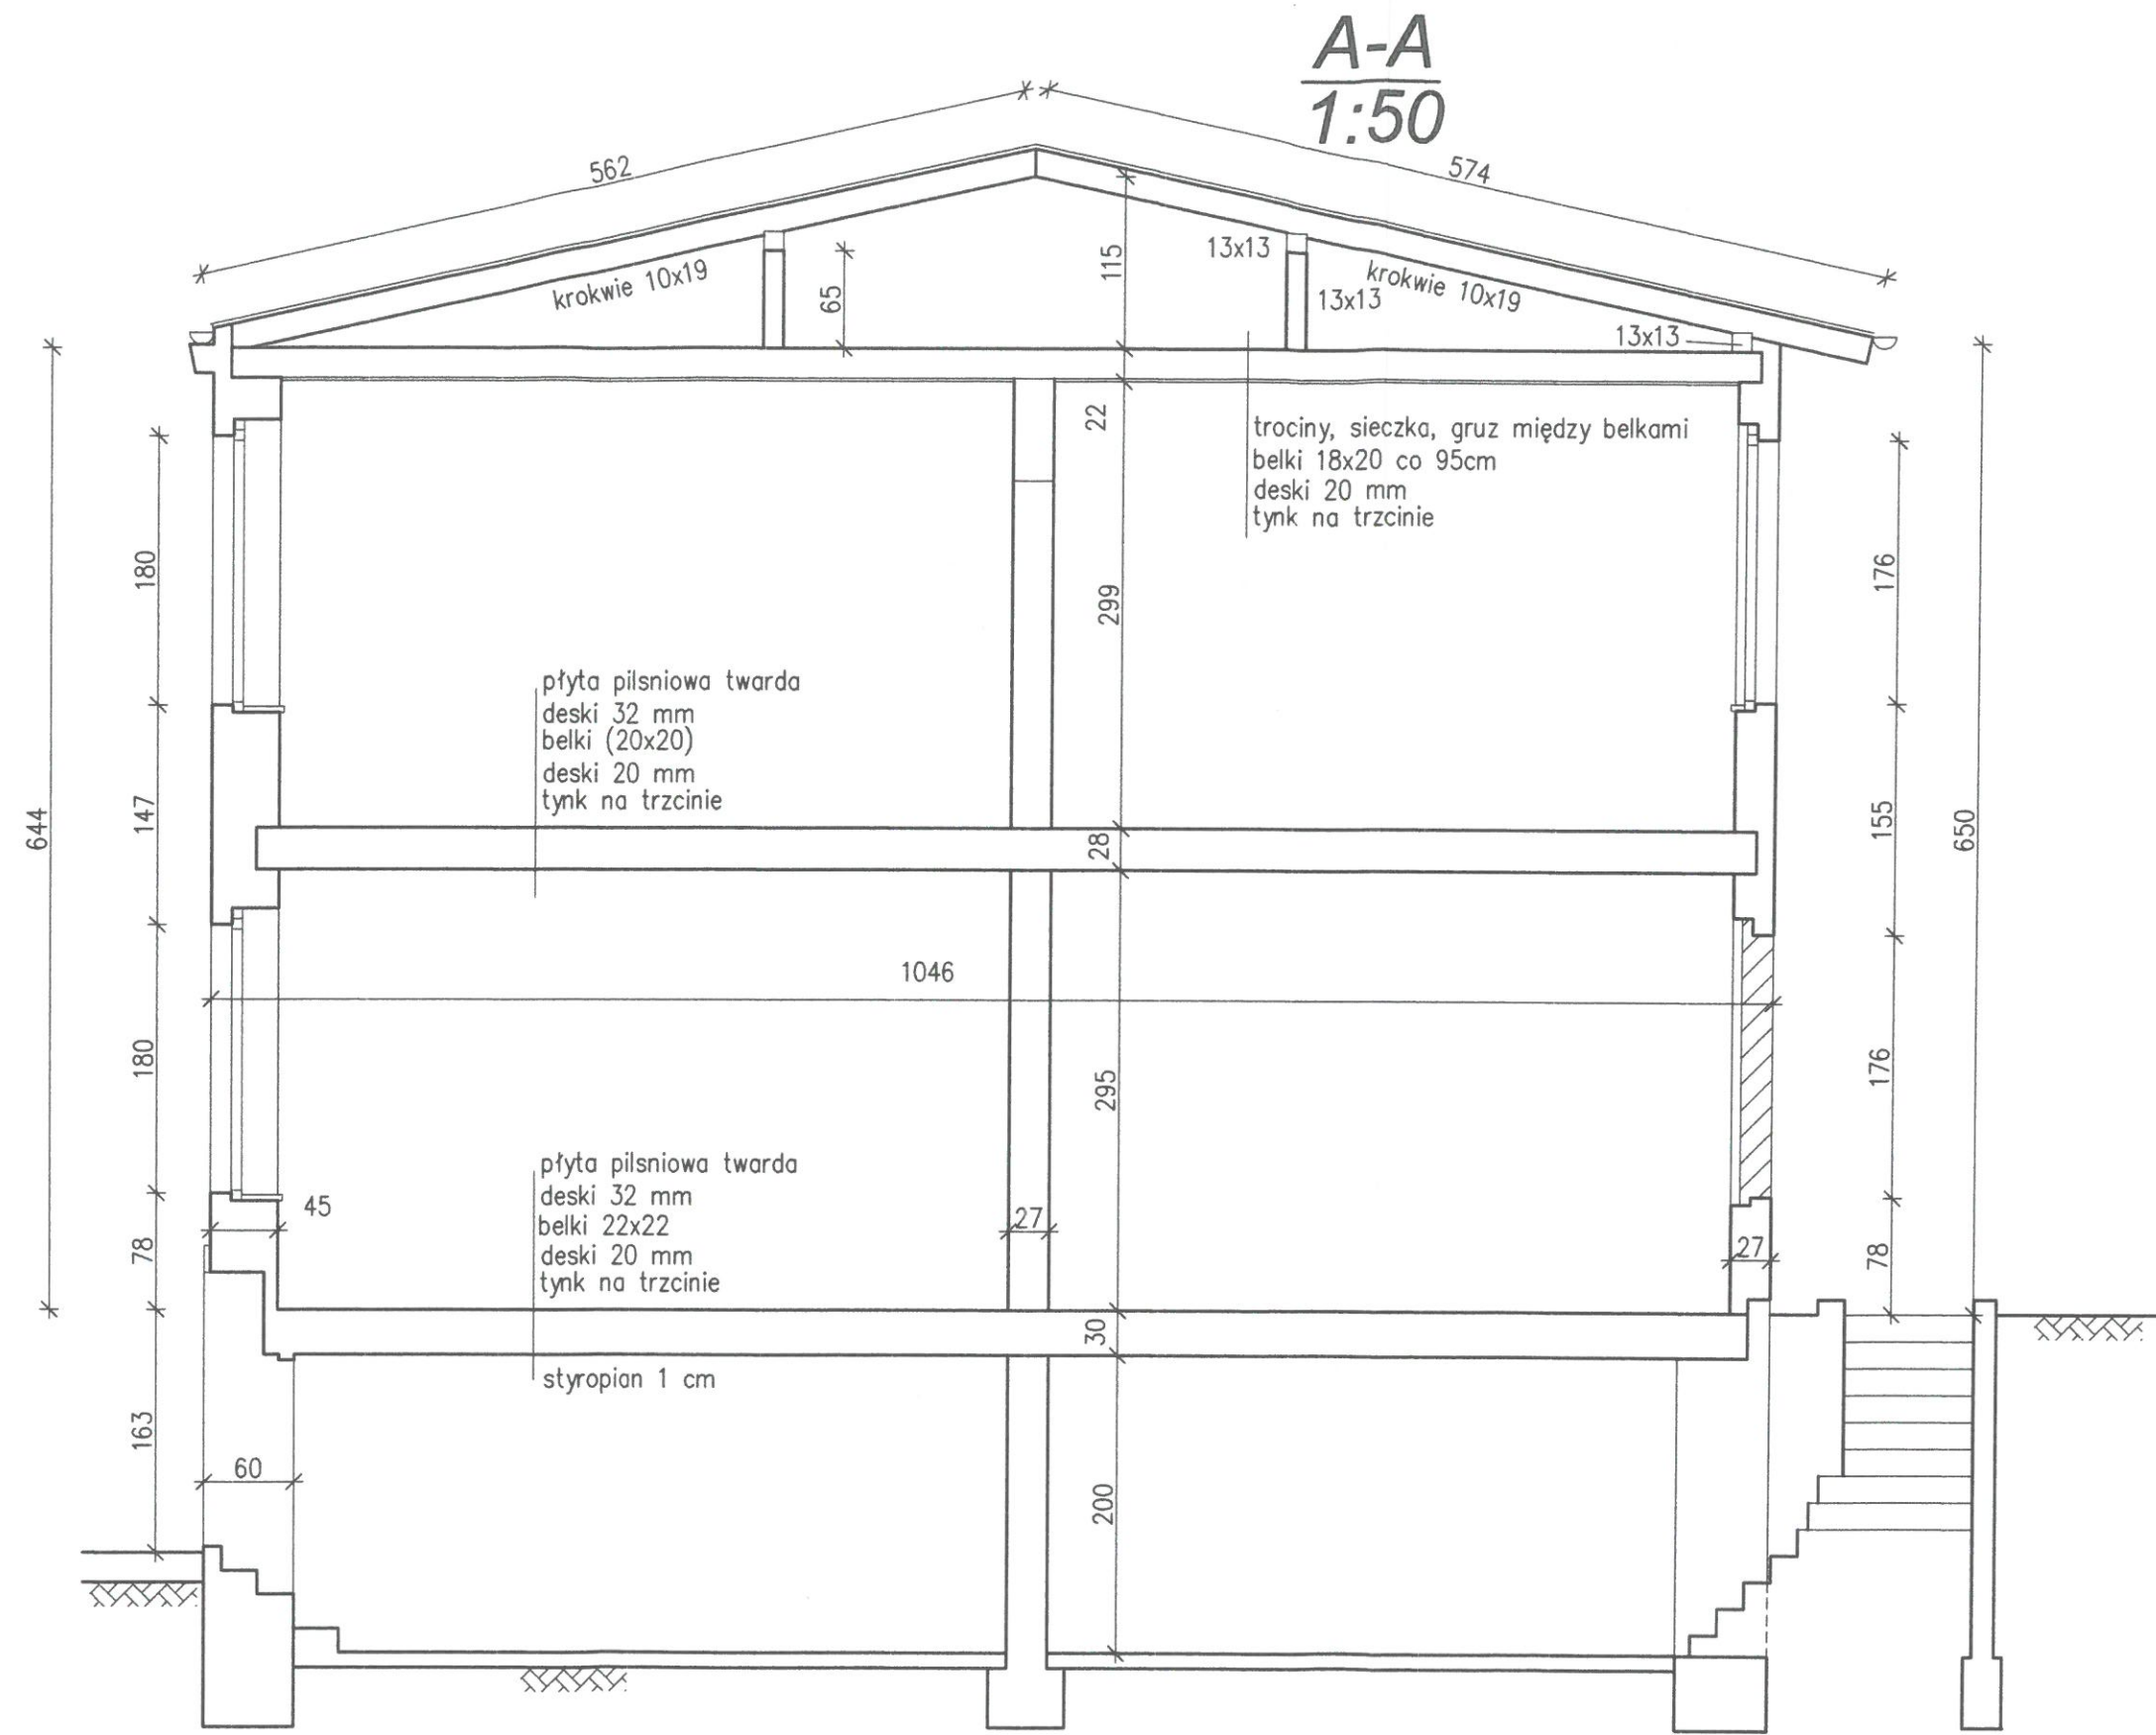 A-A
1:50
562
574
115
13x13
krokwie 10x19
65
13x13
krokwie 10x19
13x13
22
trociny, sieczka, gruz między belkami
belki 18x20 co 95cm
deski 20 mm
tynk na trzcinie
180
176
299
płyta pilsniowa twarda
deski 32 mm
belki (20x20)
deski 20 mm
tynk na trzcinie
644
147
28
155
650
1046
180
295
176
płyta pilsniowa twarda
deski 32 mm
belki 22x22
deski 20 mm
tynk na trzcinie
45
27
27
78
78
30
styropian 1 cm
163
60
200